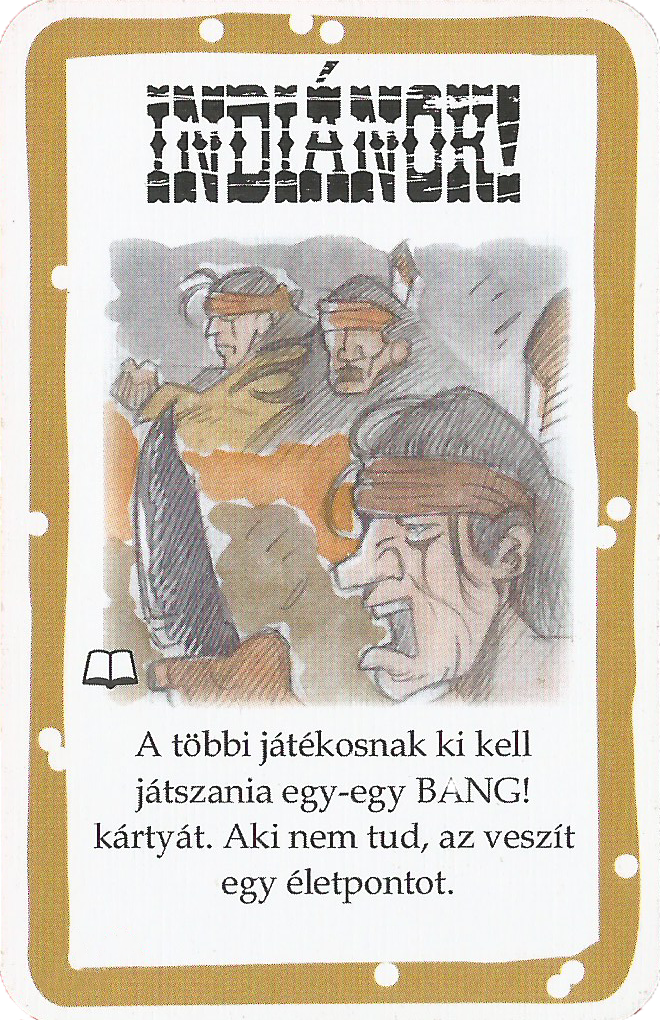 INDIÁNOK!
A többi játékosnak ki kell
játszania egy-egy BANG!
kártyát. Aki nem tud, az veszít
egy életpontot.